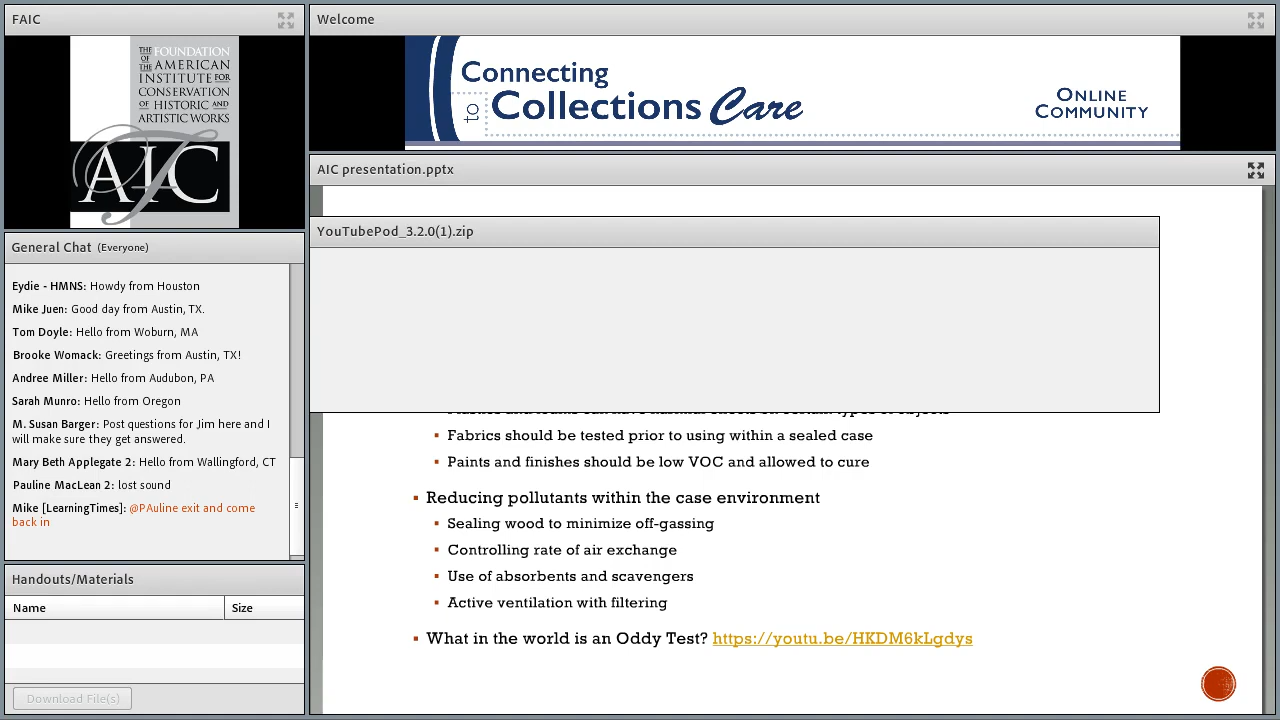 FAIC
THE FOUNDATION
OF THE AMERICAN
INSTITUTE FOR
CONSERVATION
OF HISTORIC AND
ARTISTIC WORKS
AIC
General Chat (Everyone)
Eydie - HMNS: Howdy from Houston
Mike Juen: Good day from Austin, TX.
Tom Doyle: Hello from Woburn, MA
Brooke Womack: Greetings from Austin, TX!
Andree Miller: Hello from Audubon, PA
Sarah Munro: Hello from Oregon
M. Susan Barger: Post questions for Jim here and I
will make sure they get answered.
Mary Beth Applegate 2: Hello from Wallingford, CT
Pauline MacLean 2: lost sound
Mike [LearningTimes]: @PAuline exit and come
back in
Handouts/Materials
Name Size
Download File(s)
Welcome
Connecting
to Collections Care
ONLINE
COMMUNITY
AIC presentation.pptx
YouTubePod_3.2.0(1).zip
▪ Fabrics should be tested prior to using within a sealed case
▪ Paints and finishes should be low VOC and allowed to cure
▪ Reducing pollutants within the case environment
▪ Sealing wood to minimize off-gassing
▪ Controlling rate of air exchange
▪ Use of absorbents and scavengers
▪ Active ventilation with filtering
▪ What in the world is an Oddy Test? https://youtu.be/HKDM6kLgdys